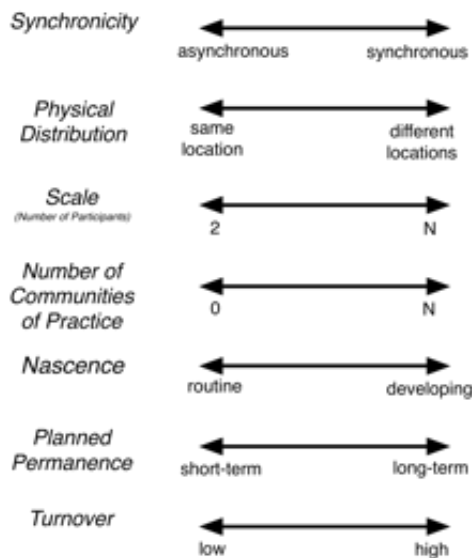 Synchronicity
asynchronous synchronous
Physical
Distribution
same different
location locations
Scale
(Number of Participants)
2 N
Number of
Communities
of Practice
0 N
Nascence
routine developing
Planned
Permanence
short-term long-term
Turnover
low high